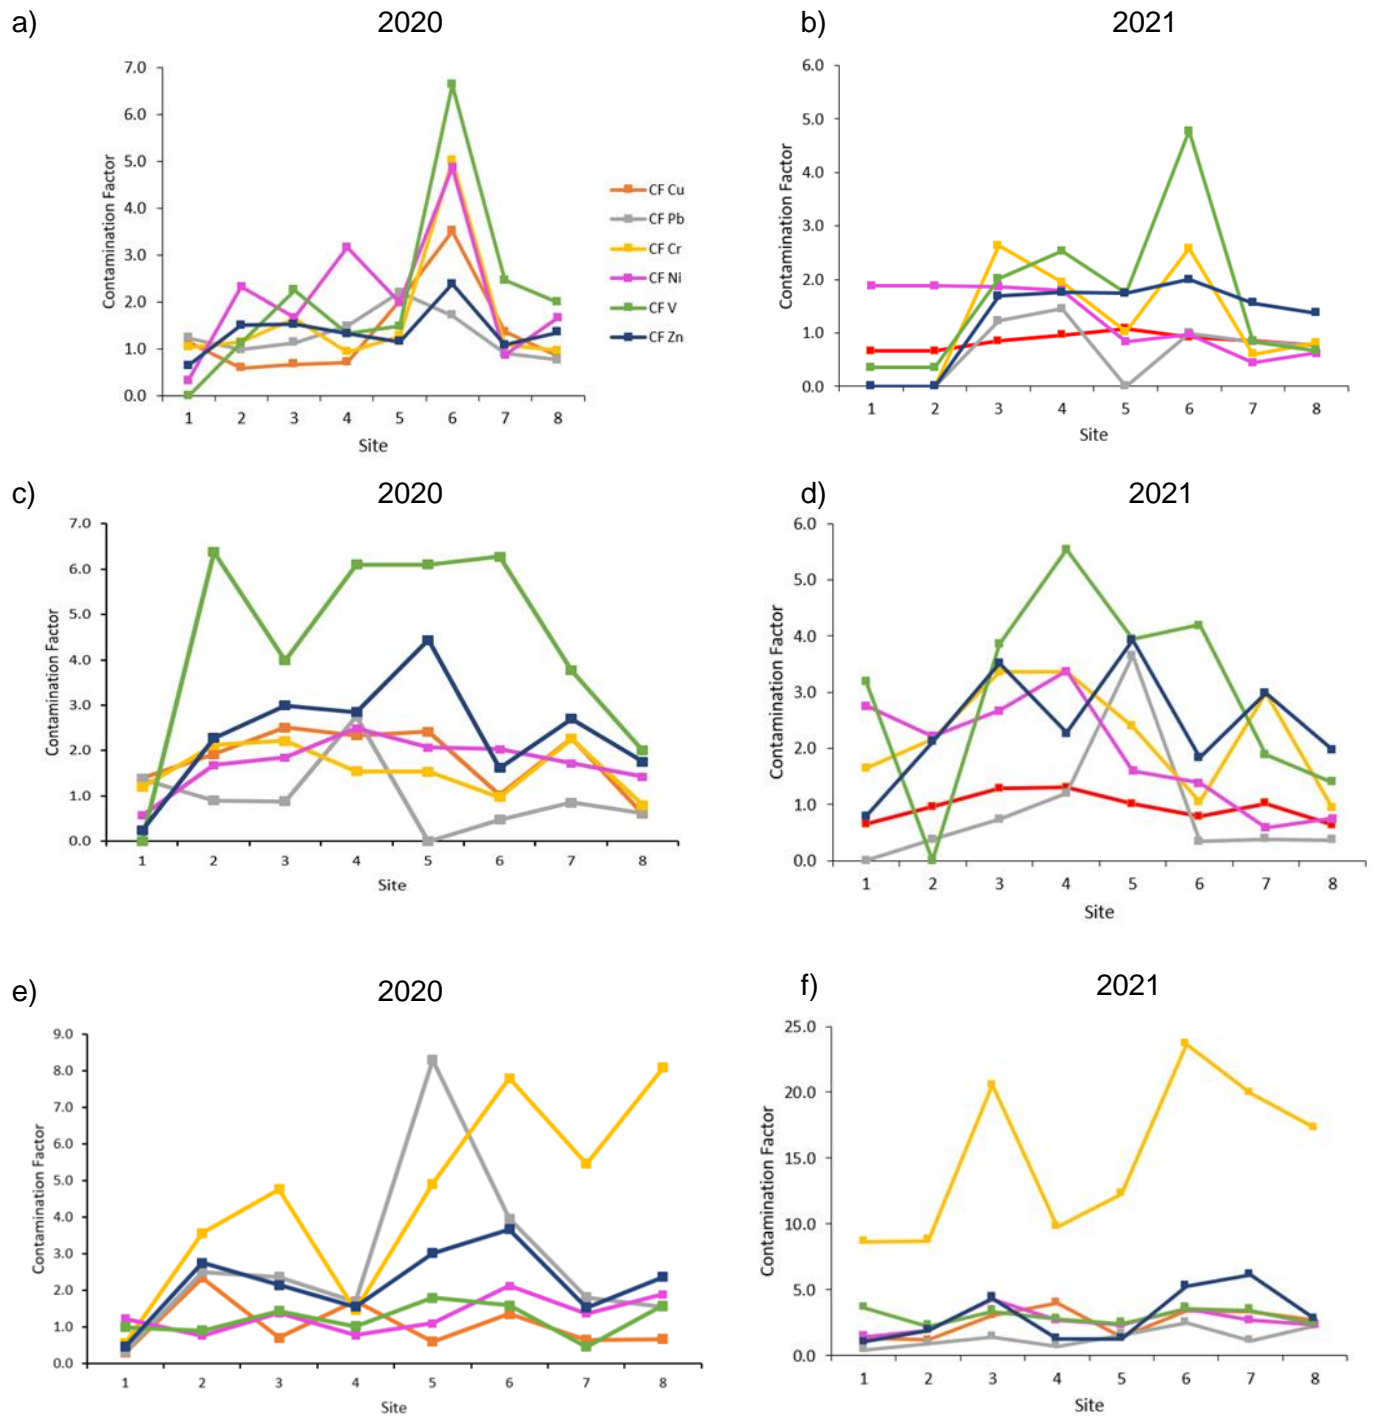 a)
2020
7.0
6.0
5.0
4.0
3.0
2.0
1.0
0.0
Contamination Factor
1 2 3 4 5 6 7 8
Site
CF Cu
CF Pb
CF Cr
CF Ni
CF V
CF Zn
b)
2021
6.0
5.0
4.0
3.0
2.0
1.0
0.0
Contamination Factor
1 2 3 4 5 6 7 8
Site
c)
2020
7.0
6.0
5.0
4.0
3.0
2.0
1.0
0.0
Contamination Factor
1 2 3 4 5 6 7 8
Site
d)
2021
6.0
5.0
4.0
3.0
2.0
1.0
0.0
Contamination Factor
1 2 3 4 5 6 7 8
Site
e)
2020
9.0
8.0
7.0
6.0
5.0
4.0
3.0
2.0
1.0
0.0
Contamination Factor
1 2 3 4 5 6 7 8
Site
f)
2021
25.0
20.0
15.0
10.0
5.0
0.0
Contamination Factor
1 2 3 4 5 6 7 8
Site